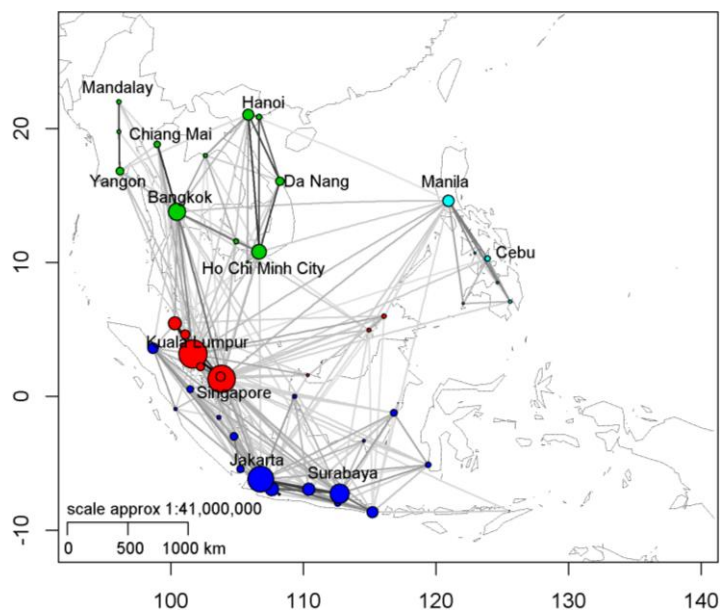 Mandalay
Hanoi
20
Chiang Mai
Yangon
Da Nang
Manila
Bangkok
Cebu
10
Ho Chi Minh City
Kuala Lumpur
0
Singapore
Jakarta
Surabaya
scale approx 1:41,000,000
-10
0 500 1000 km
100 110 120 130 140